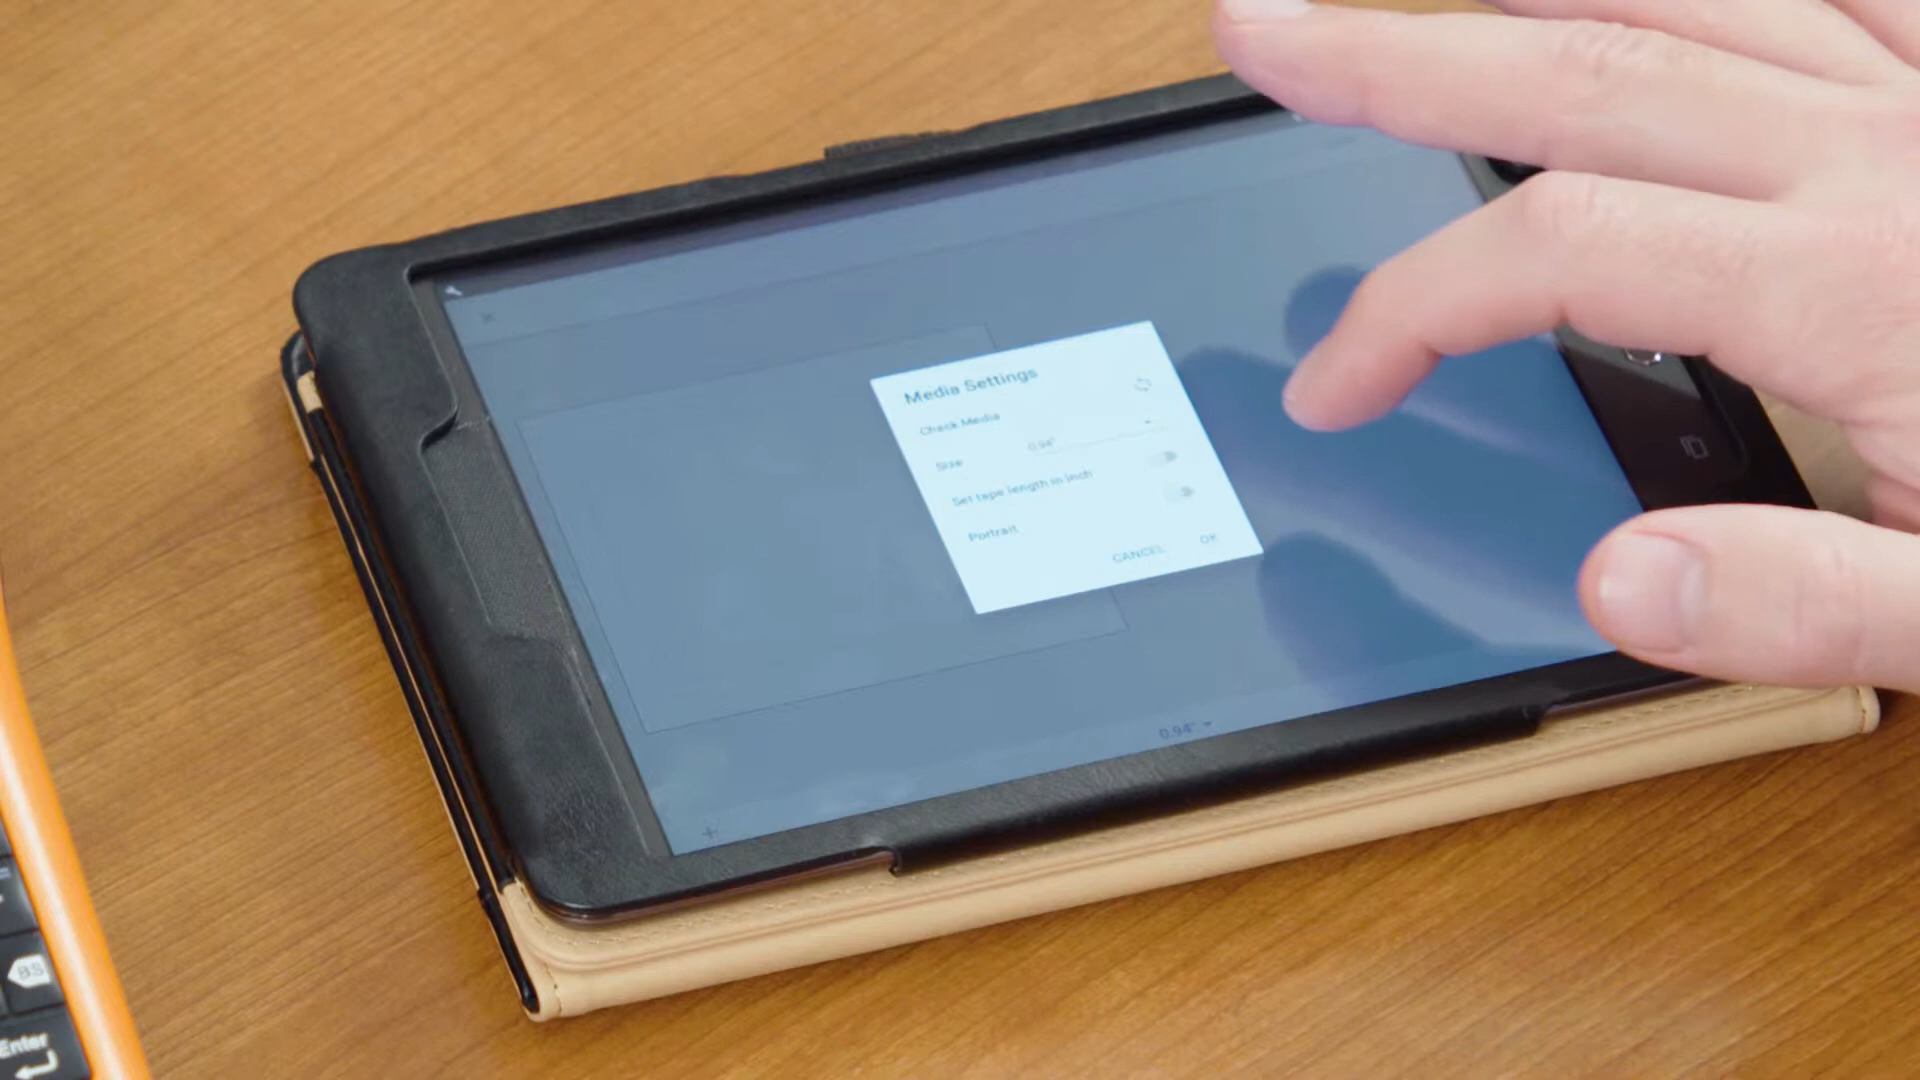 Media Settings
Check Media
Size 0.94"
Set tape length in inch
Portrait
CANCEL OK
0.94"
BS
Enter